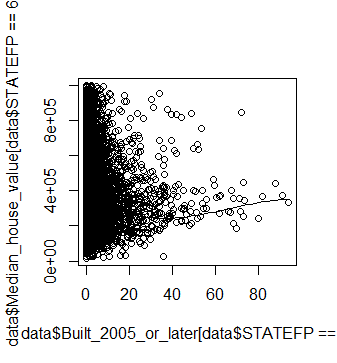 data$Median_house_value[data$STATEFP == 6
0e+00 4e+05 8e+05
0 20 40 60 80
data$Built_2005_or_later[data$STATEFP ==